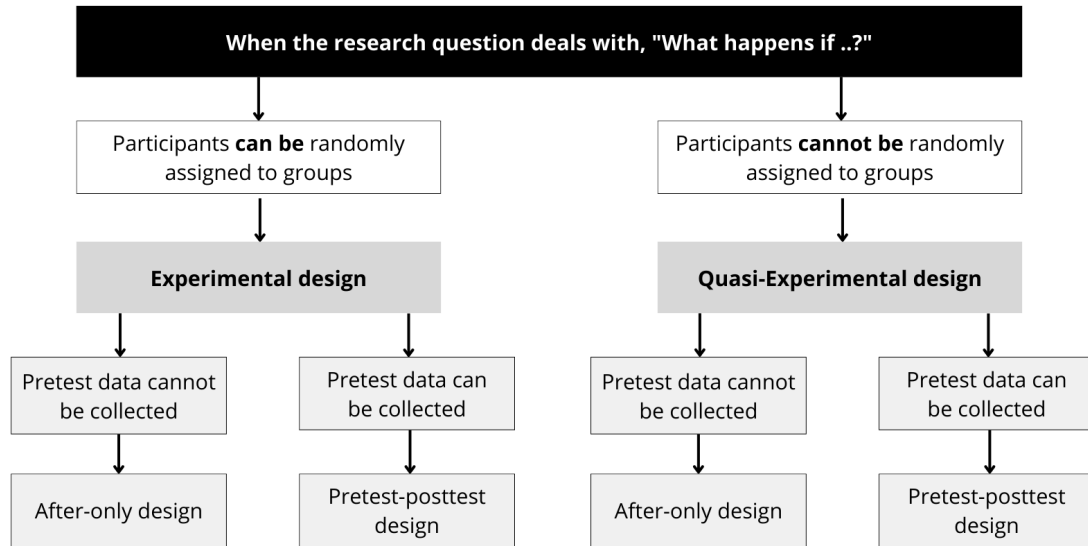 When the research question deals with, "What happens if ..?"
Participants can be randomly
assigned to groups
Participants cannot be randomly
assigned to groups
Experimental design
Quasi-Experimental design
Pretest data cannot
be collected
Pretest data can
be collected
Pretest data cannot
be collected
Pretest data can
be collected
After-only design
Pretest-posttest
design
After-only design
Pretest-posttest
design